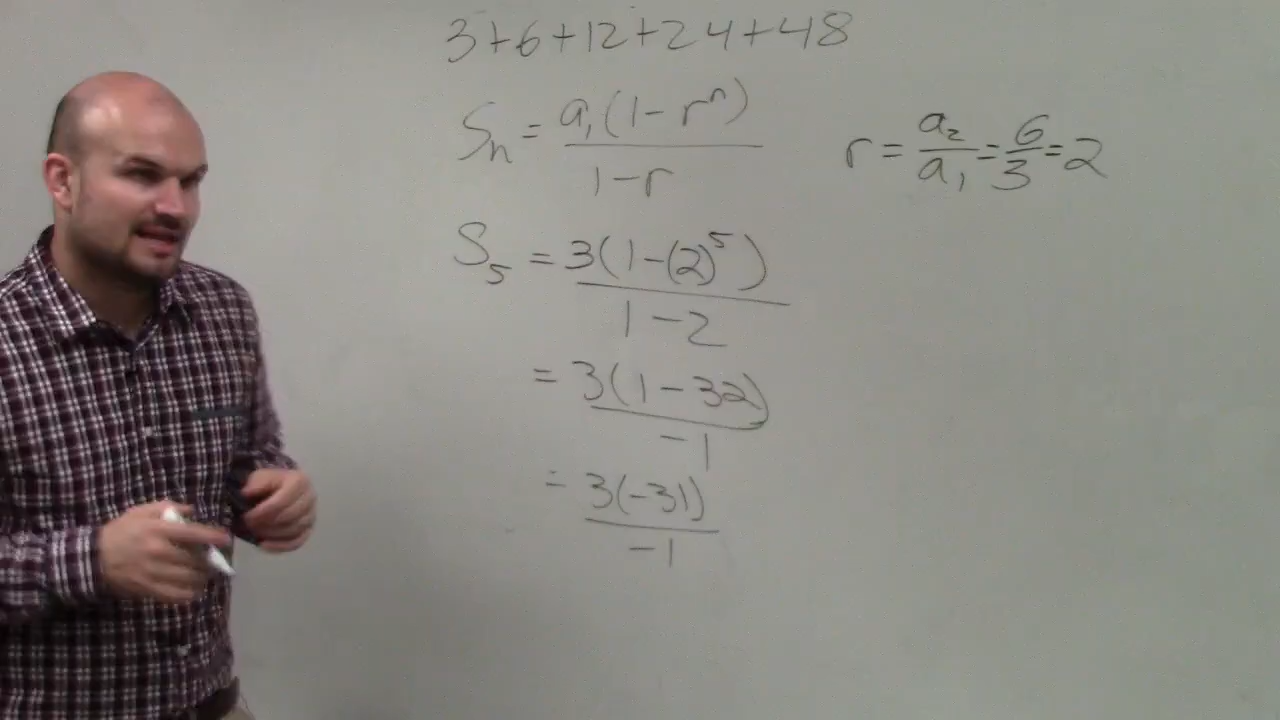 3+6+12+24+48
Sₙ = a₁(1-rⁿ) / 1-r
r = a₂/a₁ = 6/3 = 2
S₅ = 3(1-(2)⁵) / 1-2
= 3(1-32) / -1
= 3(-31) / -1